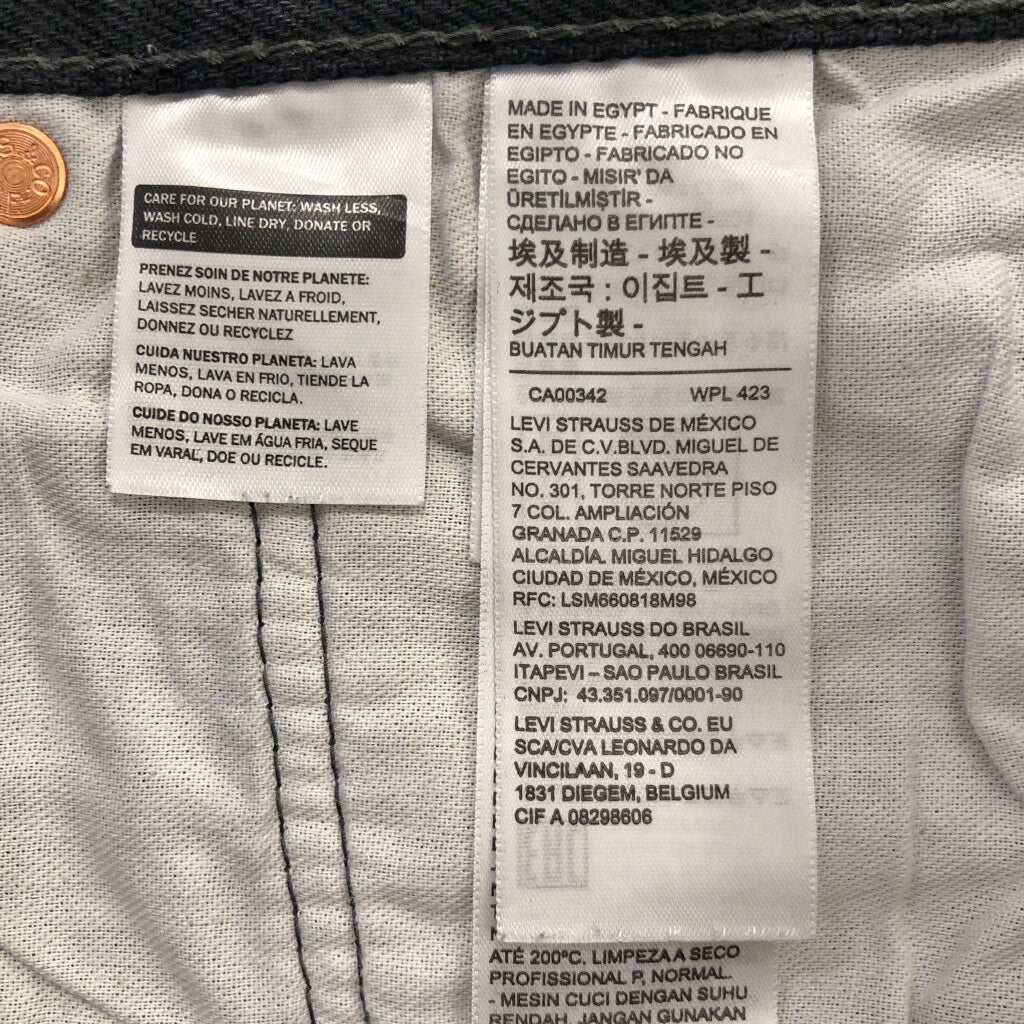 S & CO
CARE FOR OUR PLANET: WASH LESS,
WASH COLD, LINE DRY, DONATE OR
RECYCLE
PRENEZ SOIN DE NOTRE PLANETE:
LAVEZ MOINS, LAVEZ A FROID,
LAISSEZ SECHER NATURELLEMENT,
DONNEZ OU RECYCLEZ
CUIDA NUESTRO PLANETA: LAVA
MENOS, LAVA EN FRIO, TIENDE LA
ROPA, DONA O RECICLA.
CUIDE DO NOSSO PLANETA: LAVE
MENOS, LAVE EM ÁGUA FRIA, SEQUE
EM VARAL, DOE OU RECICLE.
MADE IN EGYPT - FABRIQUE
EN EGYPTE - FABRICADO EN
EGIPTO - FABRICADO NO
EGITO - MISIR' DA
ÜRETİLMİŞTİR -
СДЕЛАНО В ЕГИПТЕ -
埃及制造 - 埃及製 -
제조국 : 이집트 - エ
ジプト製 -
BUATAN TIMUR TENGAH
CA00342 WPL 423
LEVI STRAUSS DE MÉXICO
S.A. DE C.V.BLVD. MIGUEL DE
CERVANTES SAAVEDRA
NO. 301, TORRE NORTE PISO
7 COL. AMPLIACIÓN
GRANADA C.P. 11529
ALCALDÍA. MIGUEL HIDALGO
CIUDAD DE MÉXICO, MÉXICO
RFC: LSM660818M98
LEVI STRAUSS DO BRASIL
AV. PORTUGAL, 400 06690-110
ITAPEVI – SAO PAULO BRASIL
CNPJ: 43.351.097/0001-90
LEVI STRAUSS & CO. EU
SCA/CVA LEONARDO DA
VINCILAAN, 19 - D
1831 DIEGEM, BELGIUM
CIF A 08298606
ATÉ 200ºC. LIMPEZA A SECO
PROFISSIONAL P, NORMAL.
- MESIN CUCI DENGAN SUHU
RENDAH, JANGAN GUNAKAN